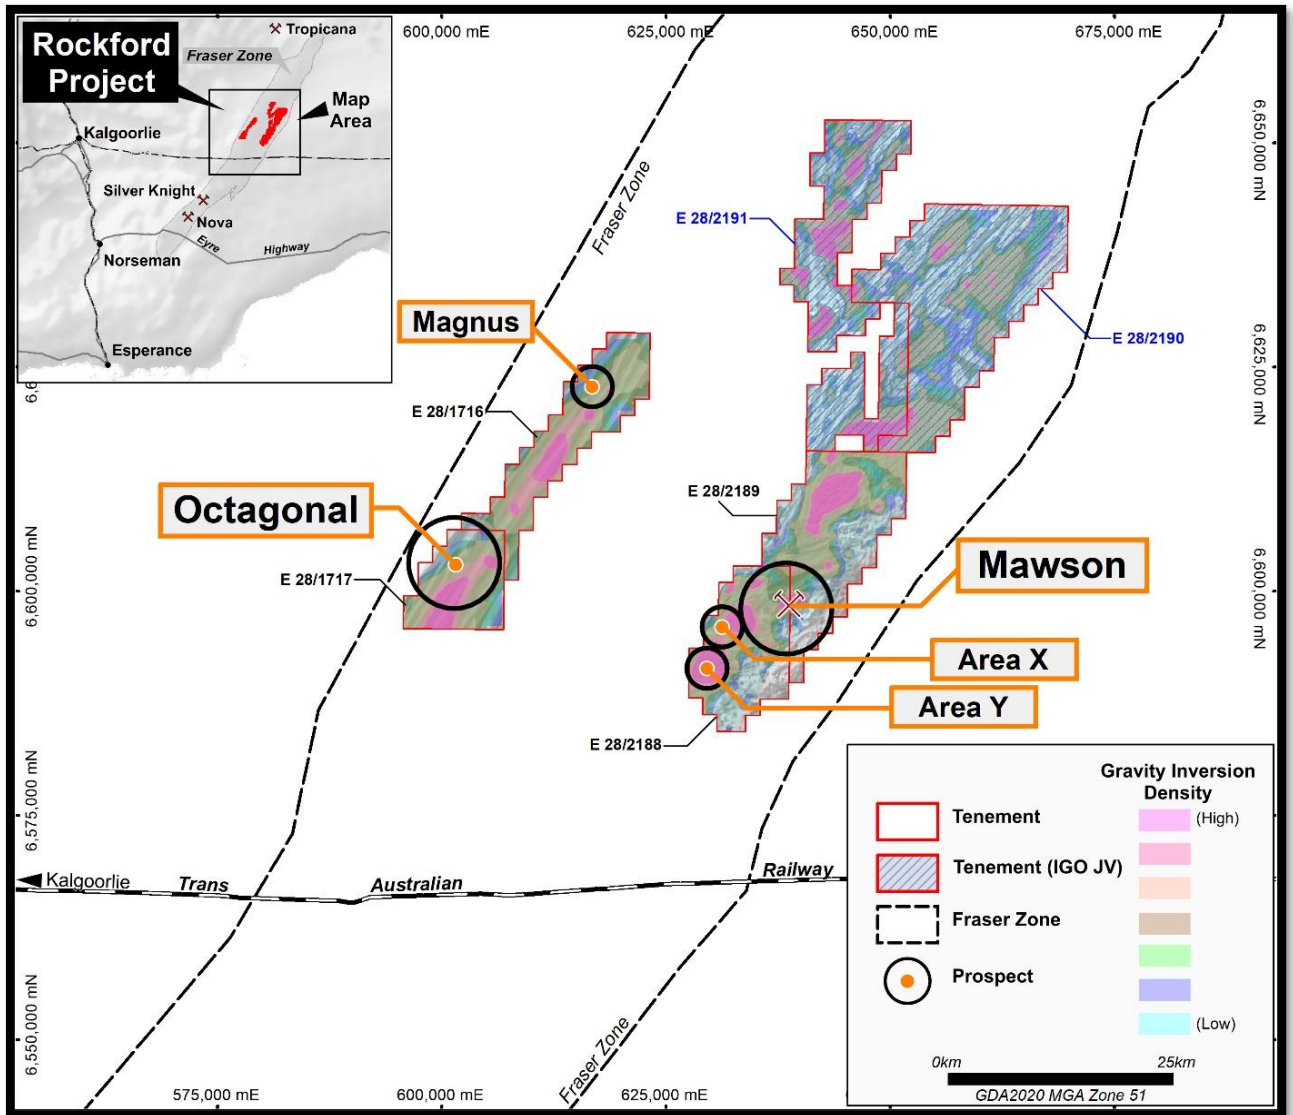 600,000 mE
625,000 mE
650,000 mE
675,000 mE
Rockford
Project
Tropicana
Fraser Zone
Map
Area
Kalgoorlie
Silver Knight
Nova
Eyre
Highway
Norseman
Esperance
Fraser Zone
6,650,000 mN
E 28/2191
Magnus
E 28/2190
6,6
6,625,000 mN
E 28/1716
Octagonal
E 28/2189
6,600,000 mN
E 28/1717
Mawson
6,600,000 mN
Area X
Area Y
E 28/2188
6,575,000 mN
Gravity Inversion
Density
Tenement
(High)
Tenement (IGO JV)
Fraser Zone
Prospect
(Low)
Kalgoorlie
Trans
Australian
Railway
6,550,000 mN
Fraser Zone
0km
25km
GDA2020 MGA Zone 51
575,000 mE
600,000 mE
625,000 mE